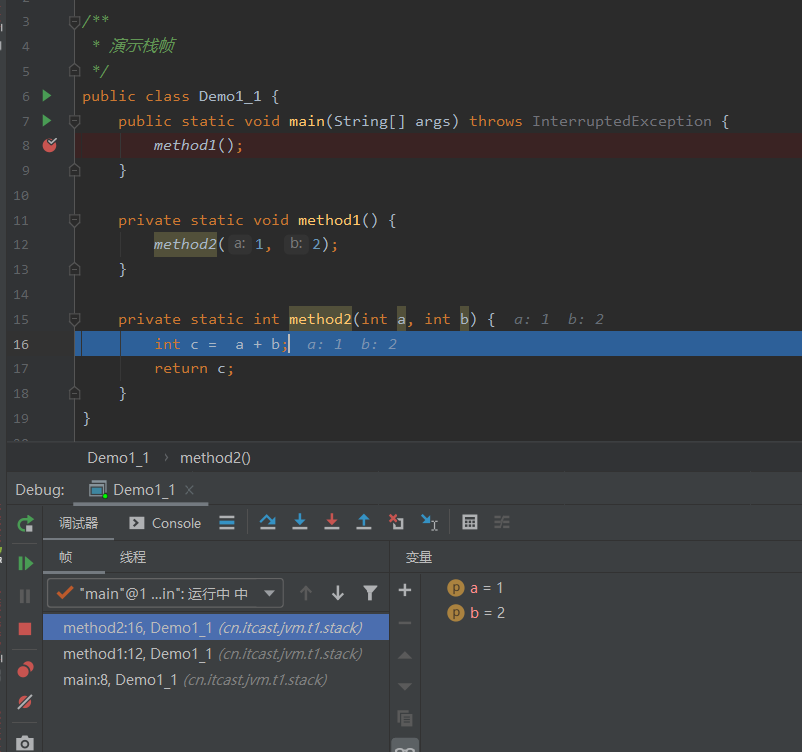 3 /**
4 * 演示栈帧
5 */
6 public class Demo1_1 {
7 public static void main(String[] args) throws InterruptedException {
8 method1();
9 }
10
11 private static void method1() {
12 method2( a: 1, b: 2);
13 }
14
15 private static int method2(int a, int b) { a: 1 b: 2
16 int c = a + b; a: 1 b: 2
17 return c;
18 }
19 }
Demo1_1 › method2()
Debug: Demo1_1 ×
调试器 Console
帧 线程 变量
"main"@1 ...in": 运行中 中
p a = 1
p b = 2
method2:16, Demo1_1 (cn.itcast.jvm.t1.stack)
method1:12, Demo1_1 (cn.itcast.jvm.t1.stack)
main:8, Demo1_1 (cn.itcast.jvm.t1.stack)